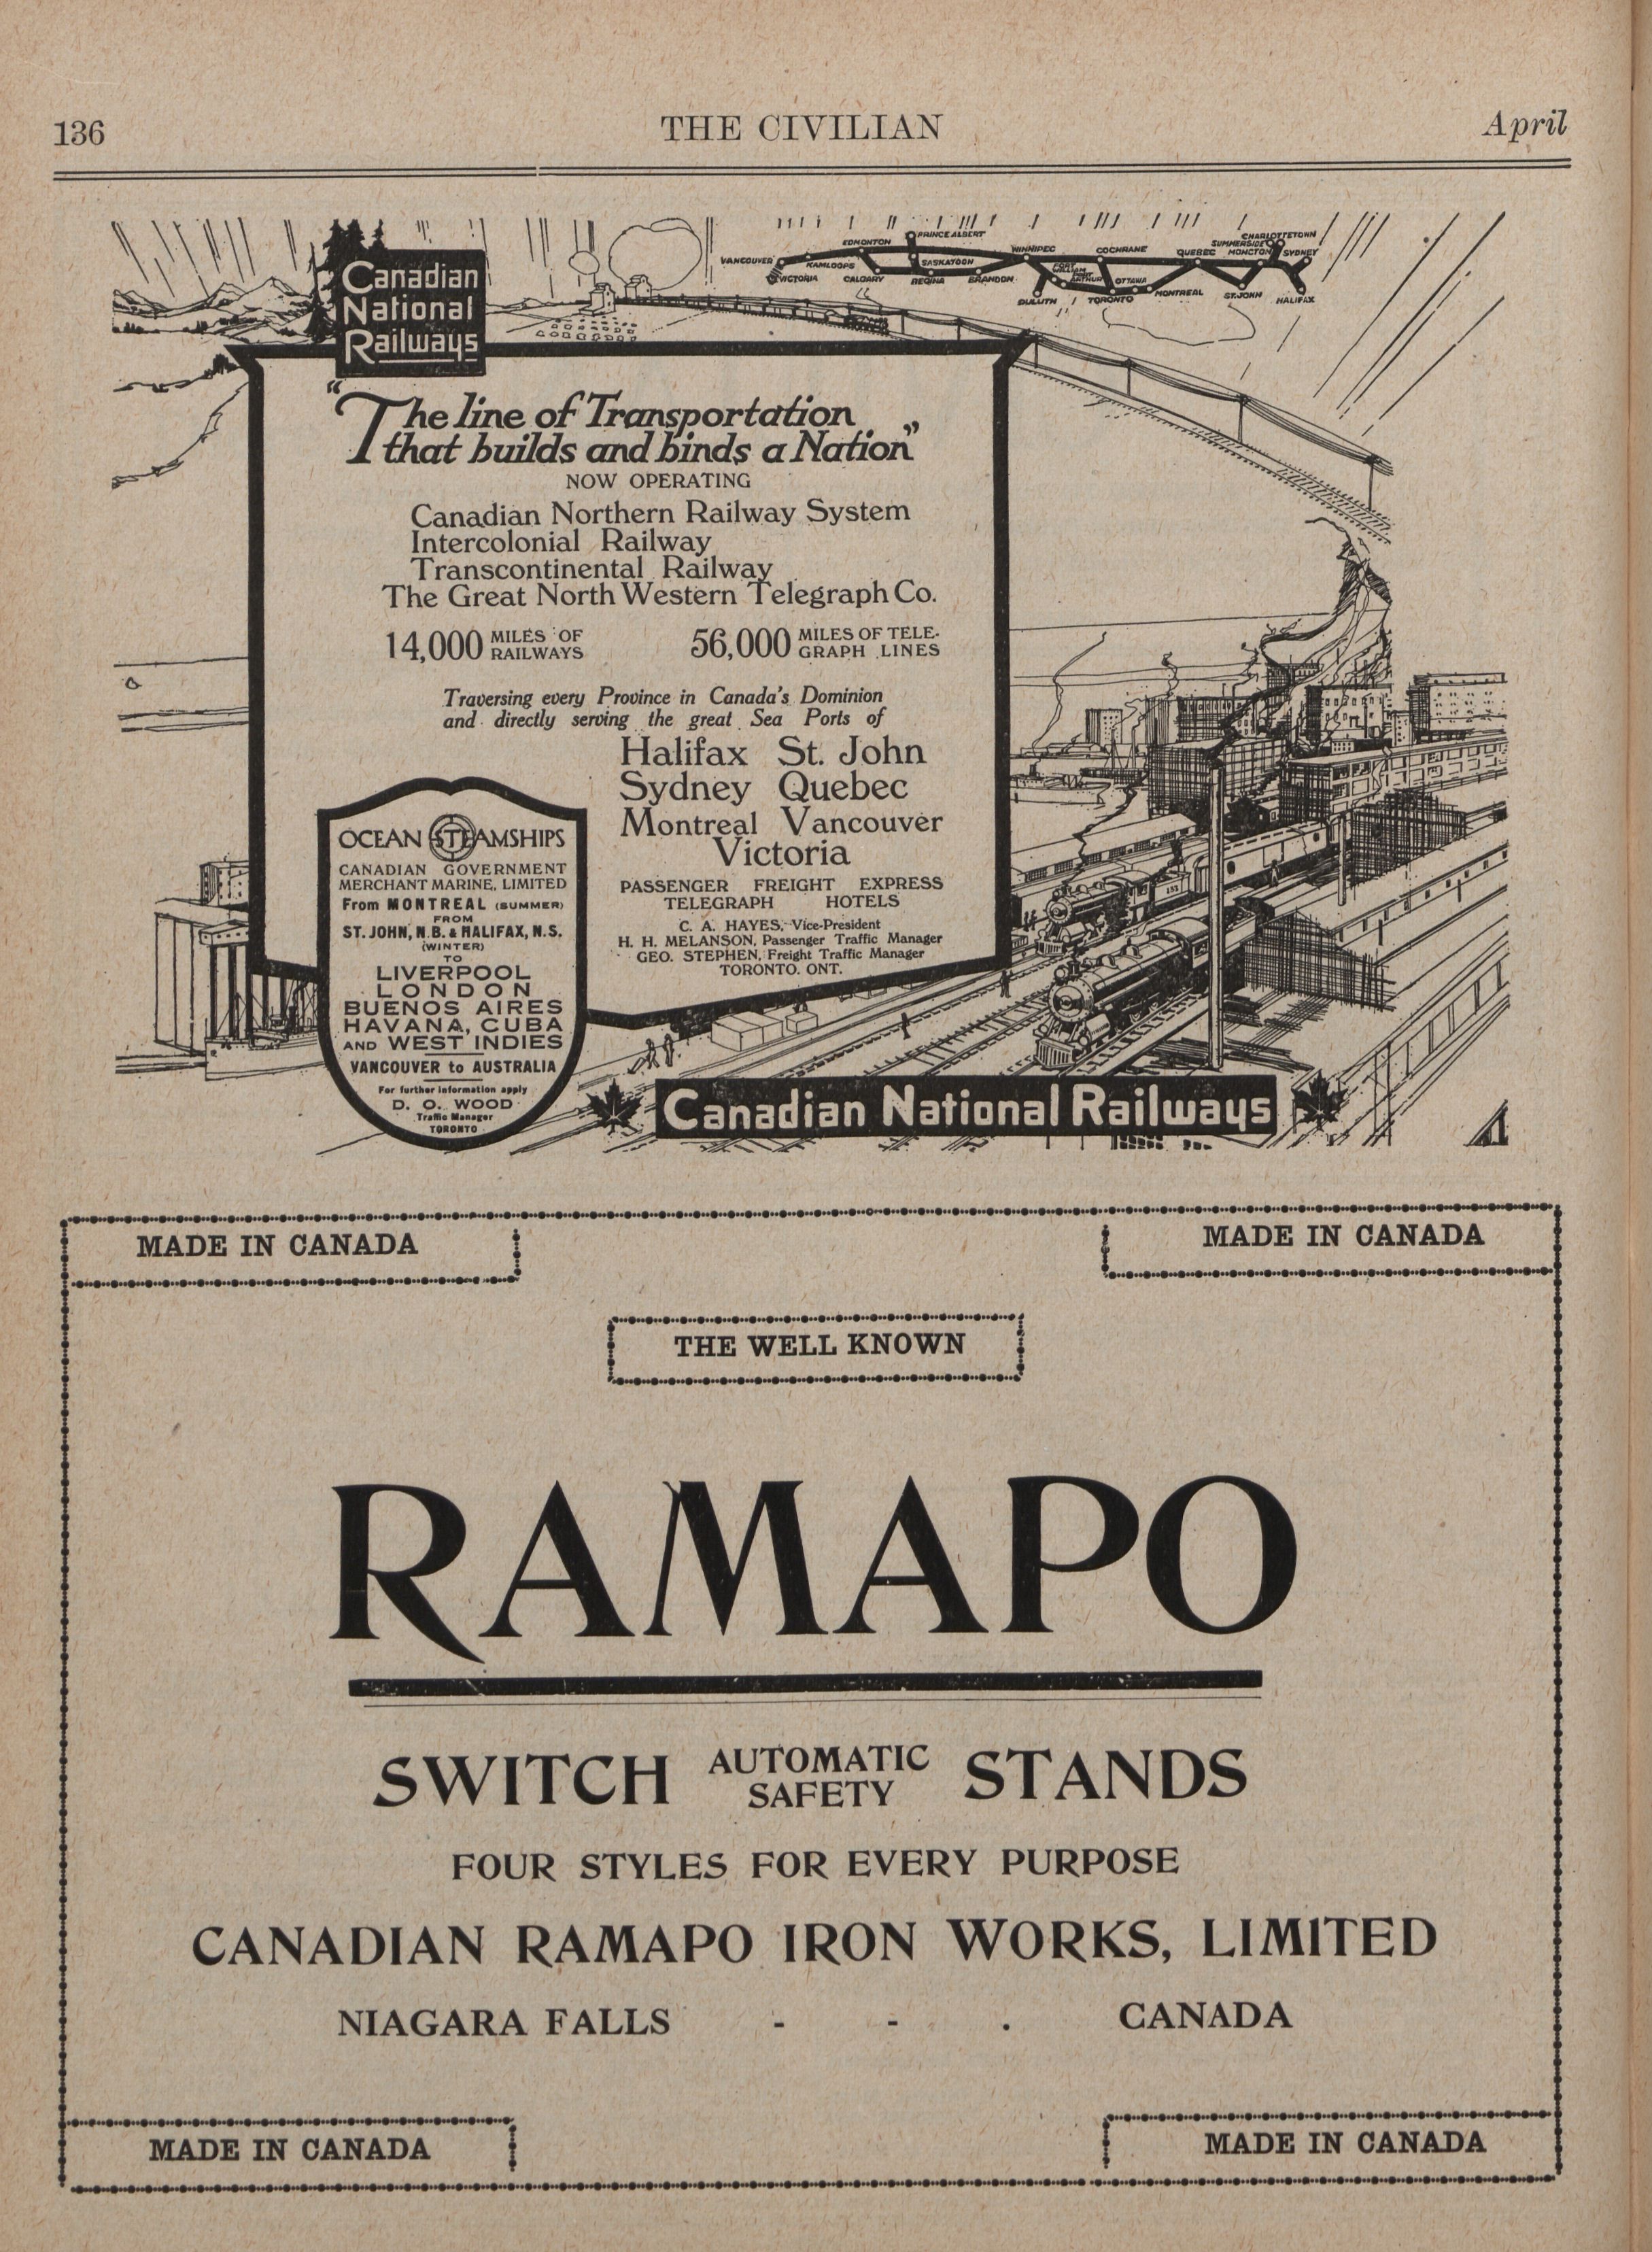 136
THE CIVILIAN
April
Canadian
National
Railways
VANCOUVER
VICTORIA
KAMLOOPS
EDMONTON
CALGARY
PRINCE ALBERT
SASKATOON
REGINA
BRANDON
WINNIPEG
DULUTH
FORT WILLIAM
PORT ARTHUR
COCHRANE
TORONTO
OTTAWA
MONTREAL
QUEBEC
ST. JOHN
SUMMERSIDE
MONCTON
CHARLOTTETOWN
SYDNEY
HALIFAX
"The line of Transportation
that builds and binds a Nation"
NOW OPERATING
Canadian Northern Railway System
Intercolonial Railway
Transcontinental Railway
The Great North Western Telegraph Co.
14,000 MILES OF RAILWAYS
56,000 MILES OF TELE-GRAPH LINES
Traversing every Province in Canada's Dominion
and directly serving the great Sea Ports of
Halifax St. John
Sydney Quebec
Montreal Vancouver
Victoria
PASSENGER FREIGHT EXPRESS
TELEGRAPH HOTELS
C. A. HAYES, Vice-President
H. H. MELANSON, Passenger Traffic Manager
GEO. STEPHEN, Freight Traffic Manager
TORONTO. ONT.
OCEAN STEAMSHIPS
CANADIAN GOVERNMENT
MERCHANT MARINE, LIMITED
From MONTREAL (SUMMER)
FROM
ST. JOHN, N.B. & HALIFAX, N.S.
(WINTER)
TO
LIVERPOOL
LONDON
BUENOS AIRES
HAVANA, CUBA
AND WEST INDIES
VANCOUVER to AUSTRALIA
For further information apply
D. O. WOOD
Traffic Manager
TORONTO
Canadian National Railways
MADE IN CANADA
MADE IN CANADA
THE WELL KNOWN
RAMAPO
SWITCH AUTOMATIC SAFETY STANDS
FOUR STYLES FOR EVERY PURPOSE
CANADIAN RAMAPO IRON WORKS, LIMITED
NIAGARA FALLS - - . CANADA
MADE IN CANADA
MADE IN CANADA